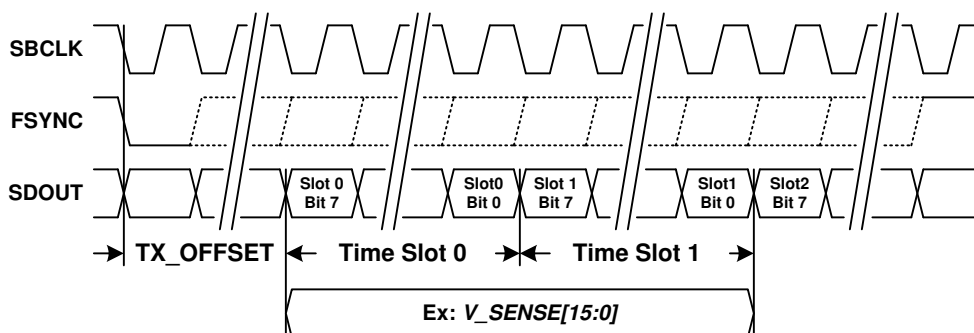 SBCLK
FSYNC
SDOUT
Slot 0 Bit 7
Slot0 Bit 0
Slot 1 Bit 7
Slot1 Bit 0
Slot2 Bit 7
TX_OFFSET
Time Slot 0
Time Slot 1
Ex: V_SENSE[15:0]